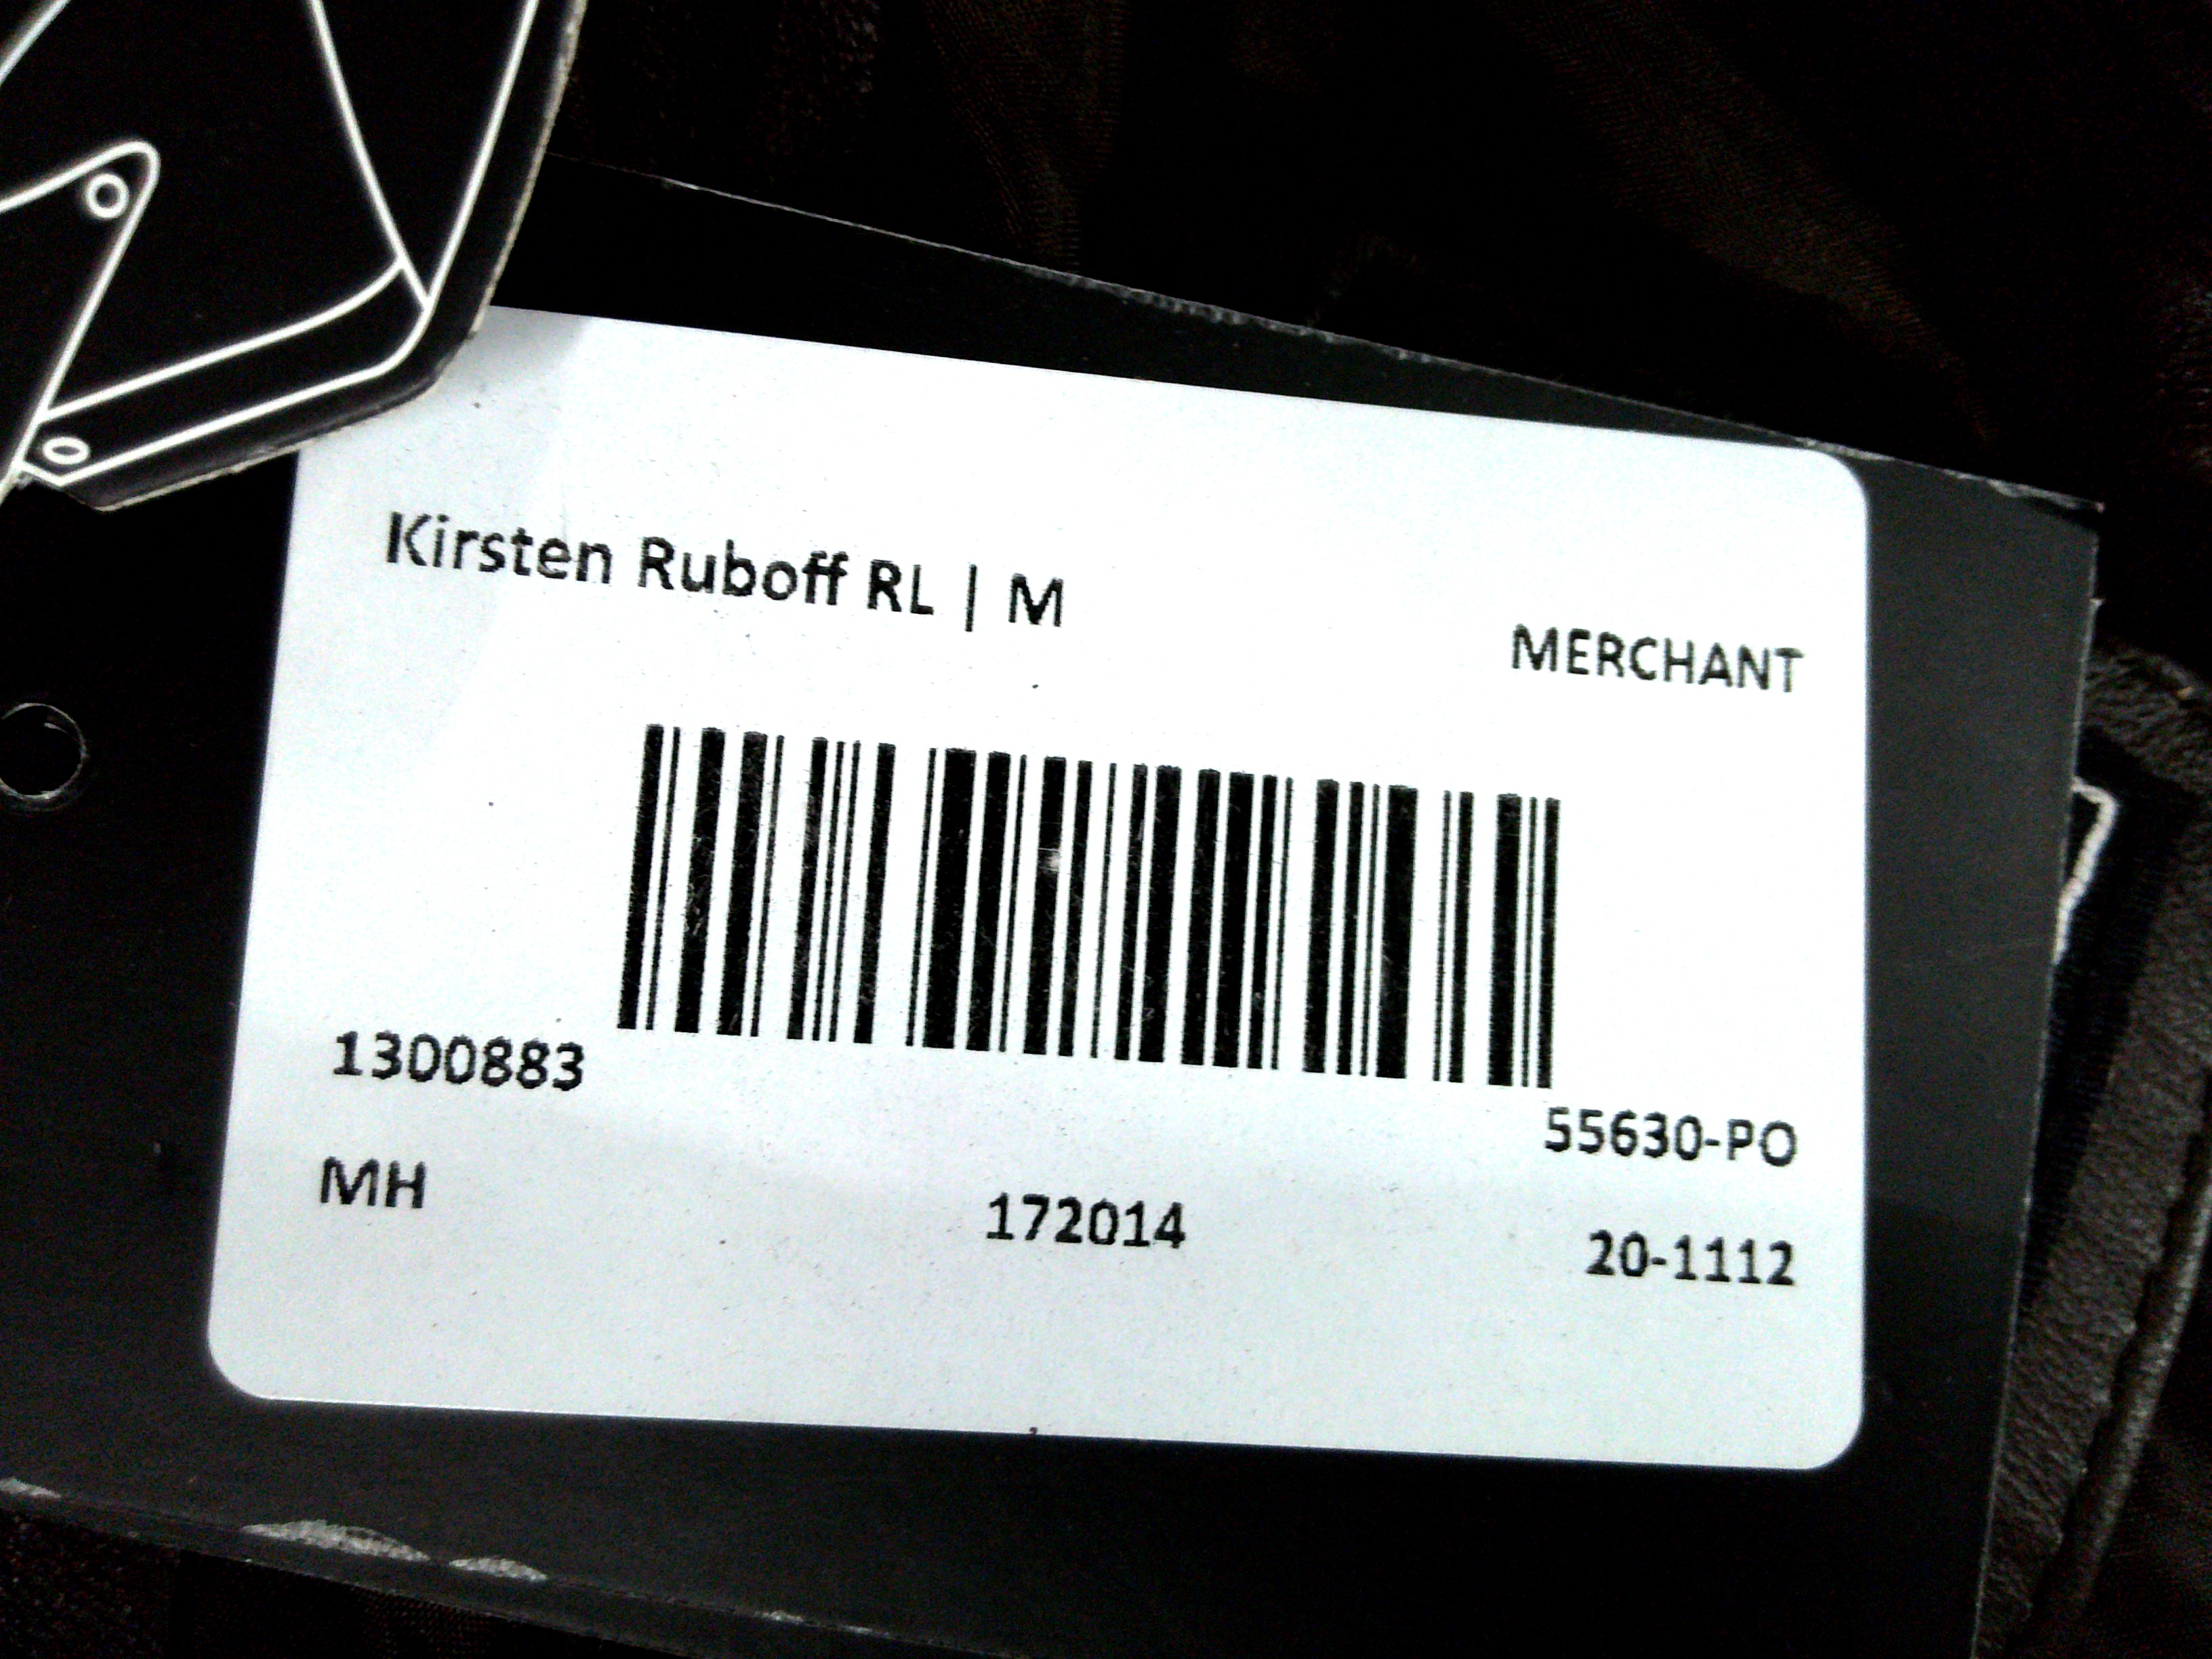 Kirsten Ruboff RL | M
MERCHANT
1300883
55630-PO
MH
172014
20-1112